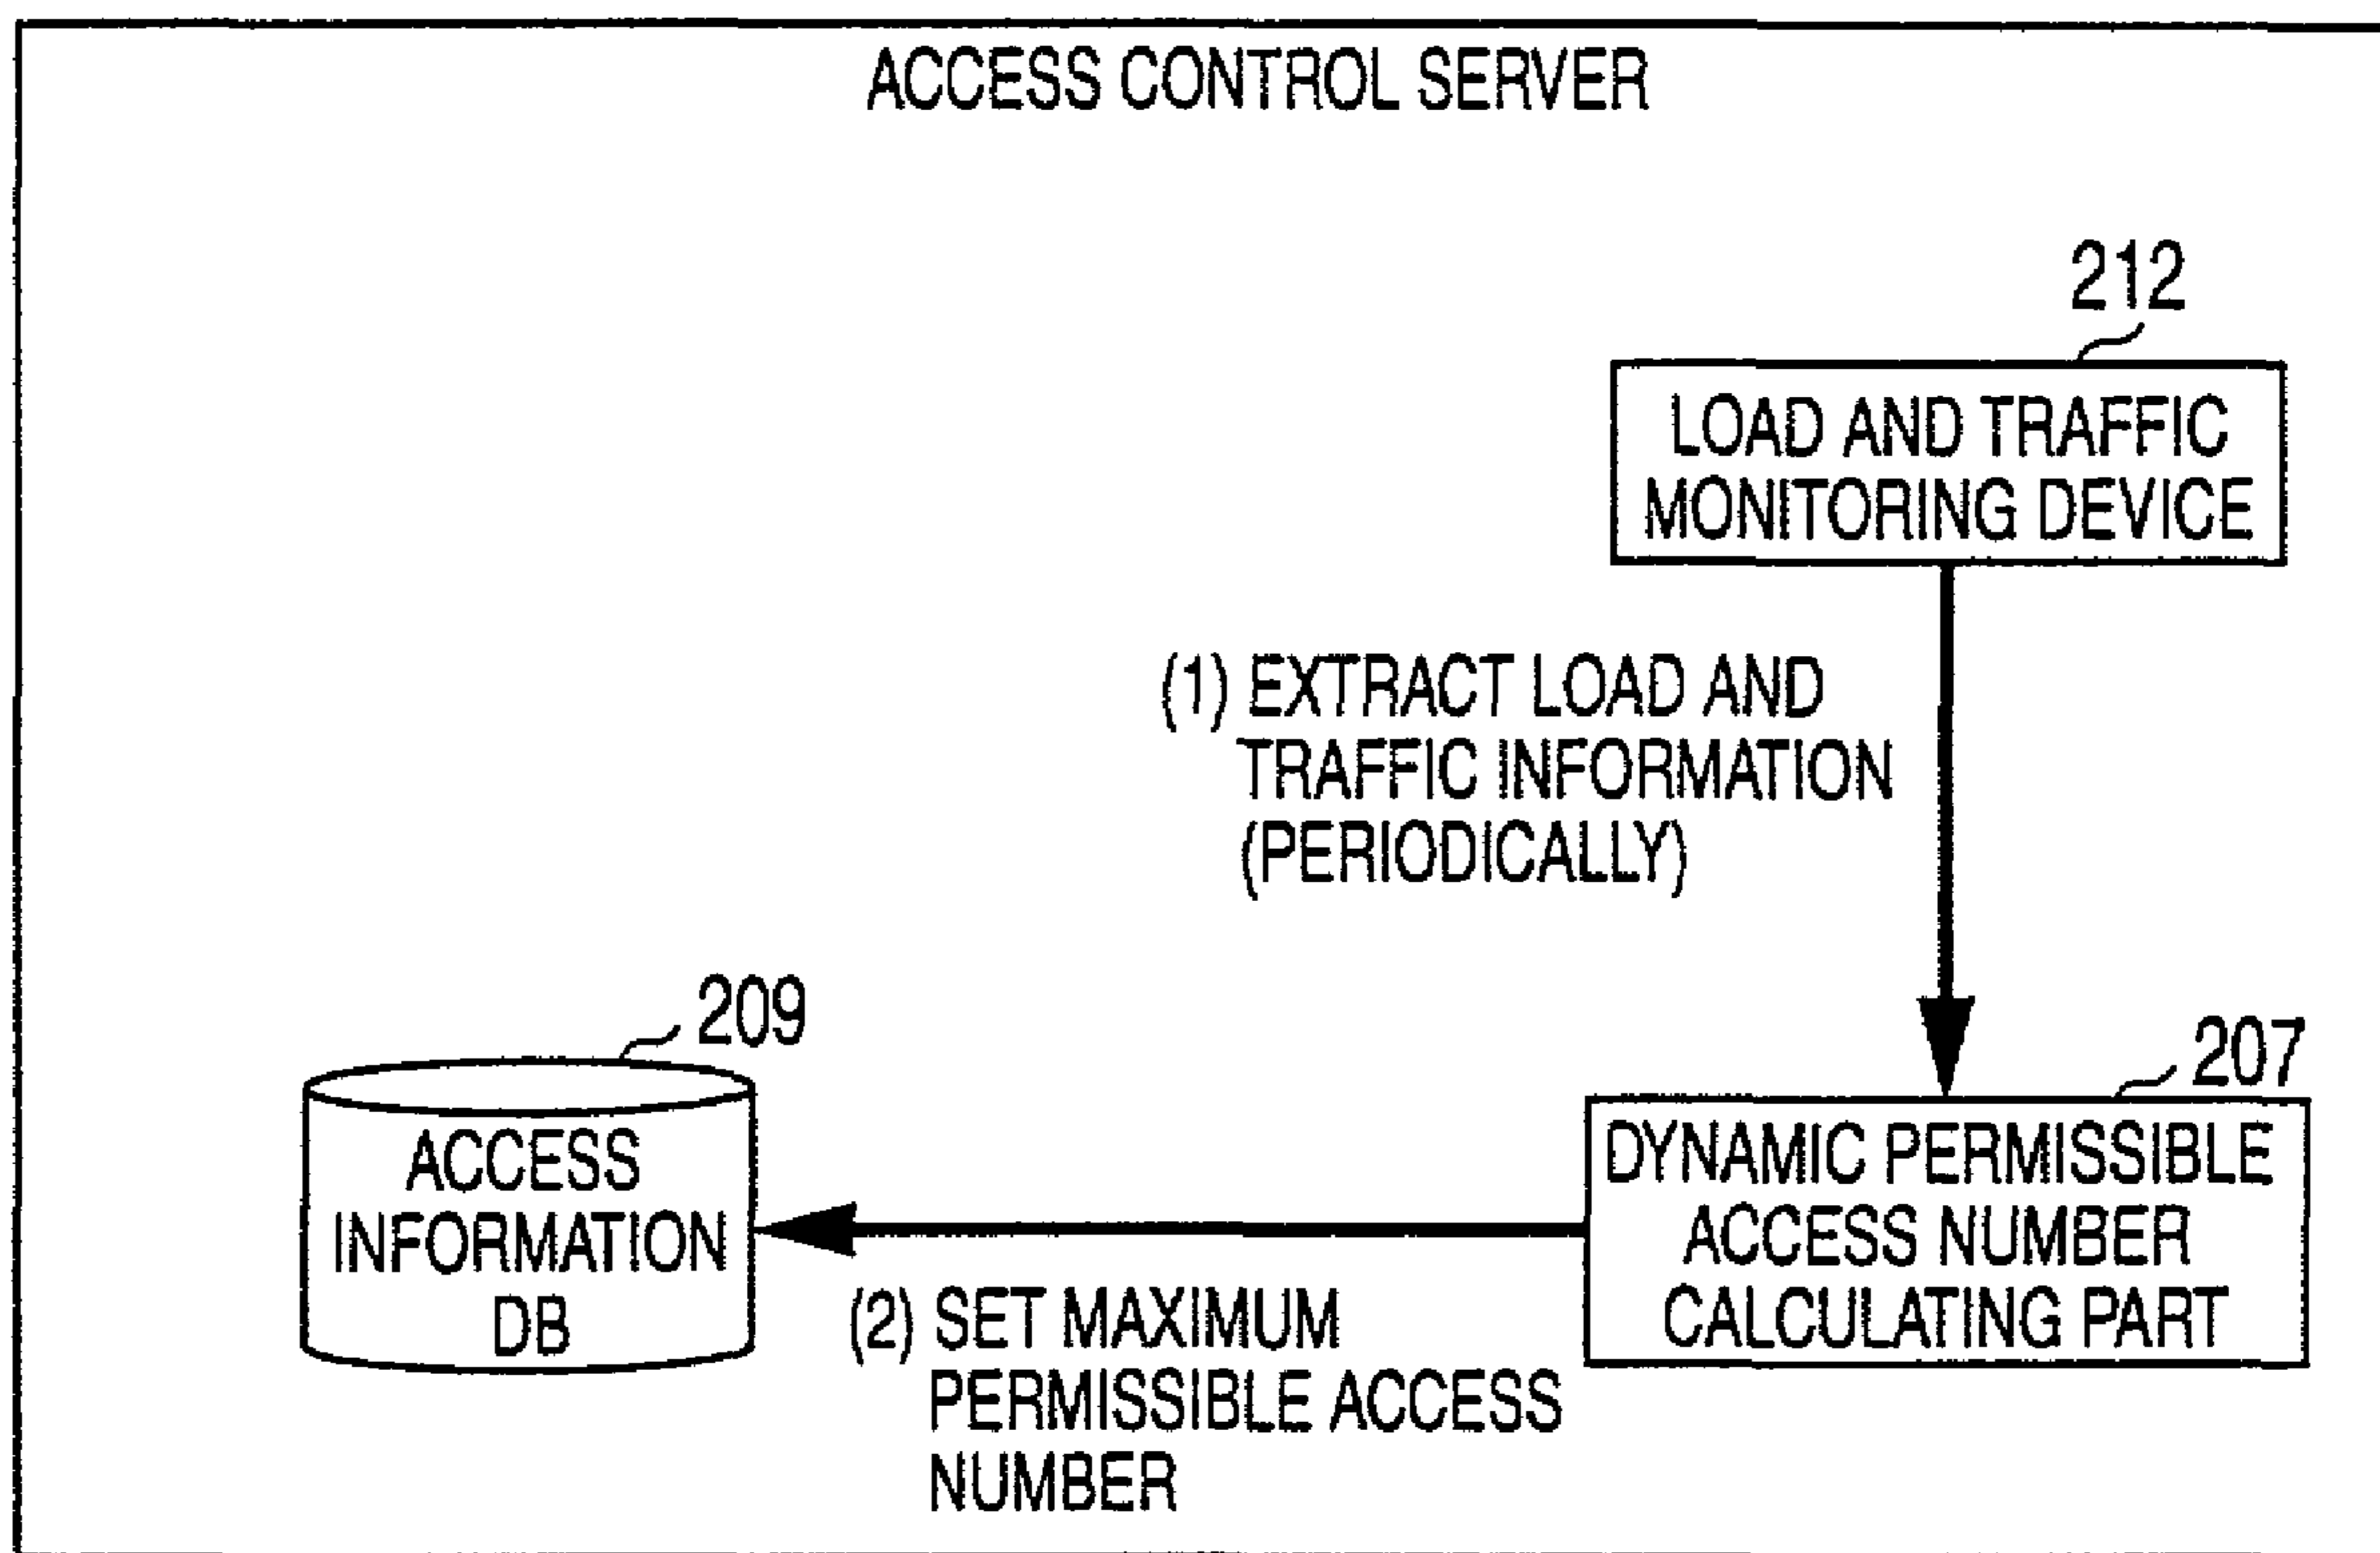 ACCESS CONTROL SERVER
212
LOAD AND TRAFFIC
MONITORING DEVICE
(1) EXTRACT LOAD AND
TRAFFIC INFORMATION
(PERIODICALLY)
209
ACCESS
INFORMATION
DB
207
DYNAMIC PERMISSIBLE
ACCESS NUMBER
CALCULATING PART
(2) SET MAXIMUM
PERMISSIBLE ACCESS
NUMBER